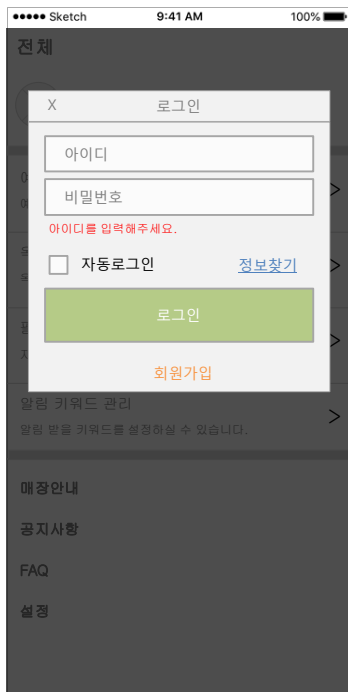 Sketch 9:41 AM 100%
전체
X 로그인
아이디
비밀번호
아이디를 입력해주세요.
자동로그인 정보찾기
로그인
회원가입
알림 키워드 관리
알림 받을 키워드를 설정하실 수 있습니다.
매장안내
공지사항
FAQ
설정